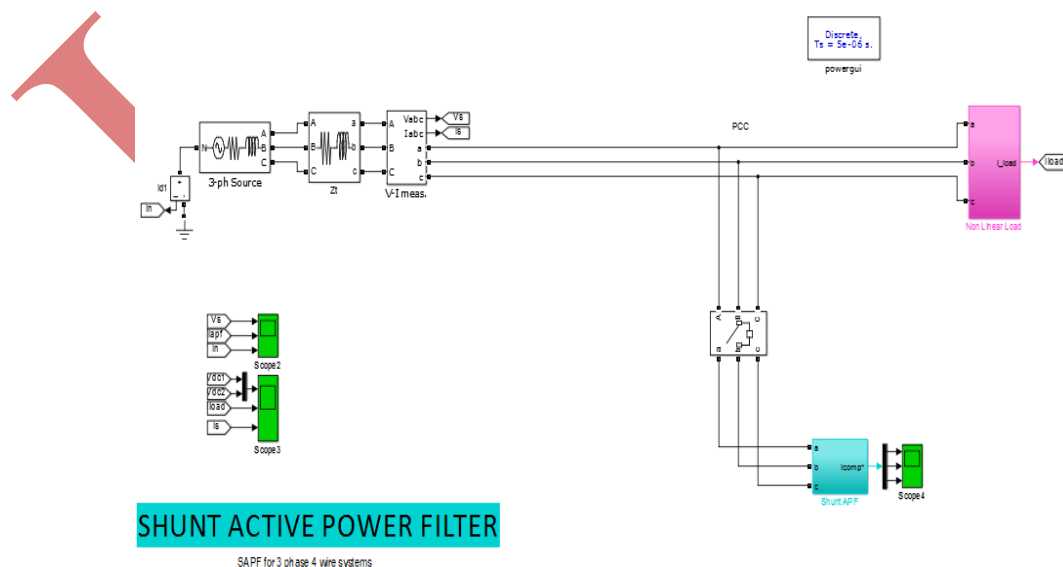 Discrete,
Ts = 5e-06 s.
powergui
PCC
N
A
B
C
3-ph Source
A
B
C
a
b
c
Zt
A
B
C
Vabc
Iabc
a
b
c
V-I meas.
Vs
Is
Id1
+
-
In
a
b
c
I_load
Non Linear Load
Iload
A
B
C
a
b
c
Vs
Iapf
In
Scope2
Vdc1
Vdc2
Iload
Is
Scope3
a
b
c
Icomp*
Shunt APF
Scope4
SHUNT ACTIVE POWER FILTER
SAPF for 3 phase 4 wire systems